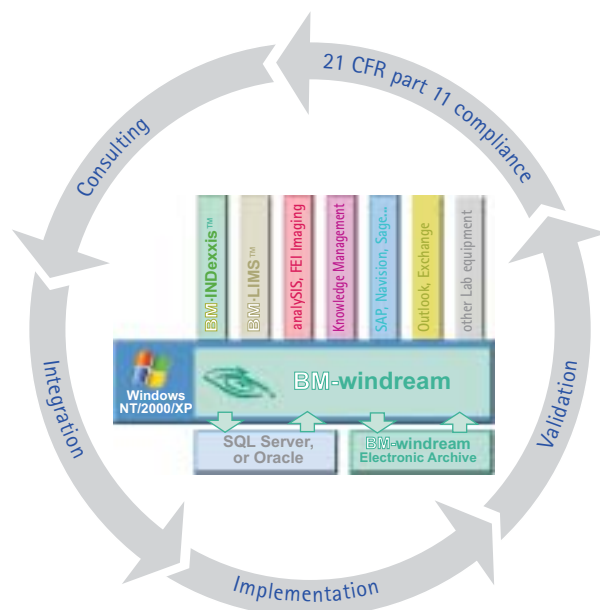 21 CFR part 11 compliance
Consulting
Integration
Implementation
Validation
BM-INDexxis™
BM-LIMS™
analySIS, FEI Imaging
Knowledge Management
SAP, Navision, Sage...
Outlook, Exchange
other Lab equipment
Windows
NT/2000/XP
BM-windream
SQL Server,
or Oracle
BM-windream
Electronic Archive